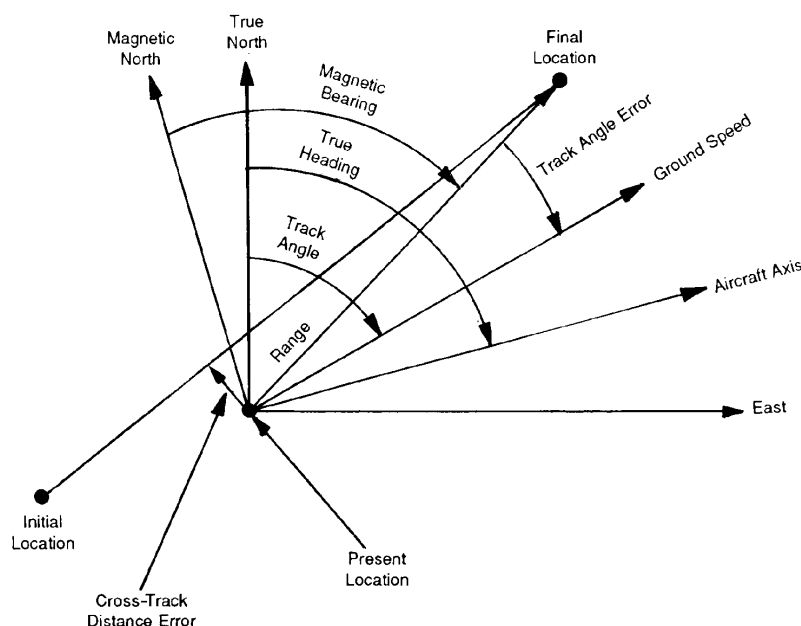 True
North
Magnetic
North
Final
Location
Magnetic
Bearing
True
Heading
Track Angle Error
Ground Speed
Track
Angle
Aircraft Axis
Range
East
Initial
Location
Present
Location
Cross-Track
Distance Error